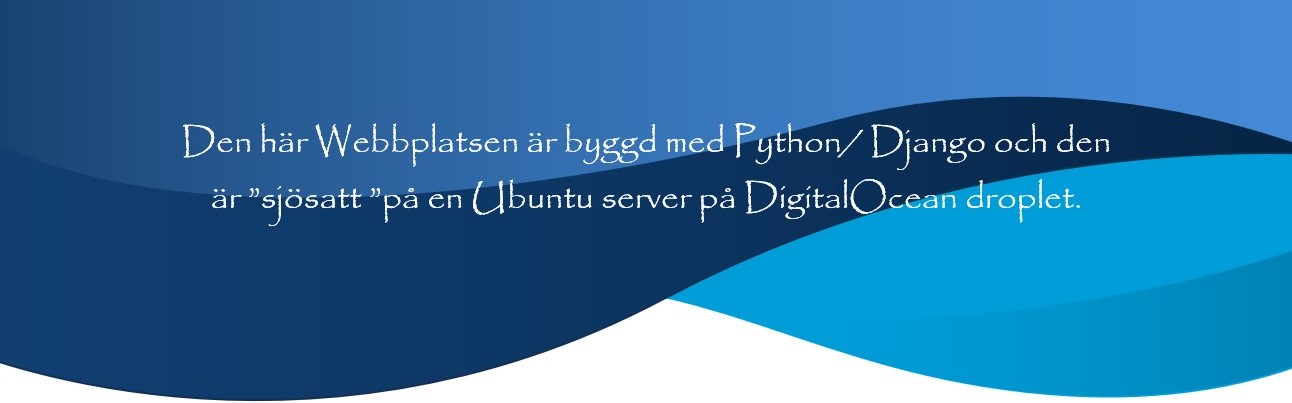 Den här Webbplatsen är byggd med Python/ Django och den
är ”sjösatt ”på en Ubuntu server på DigitalOcean droplet.